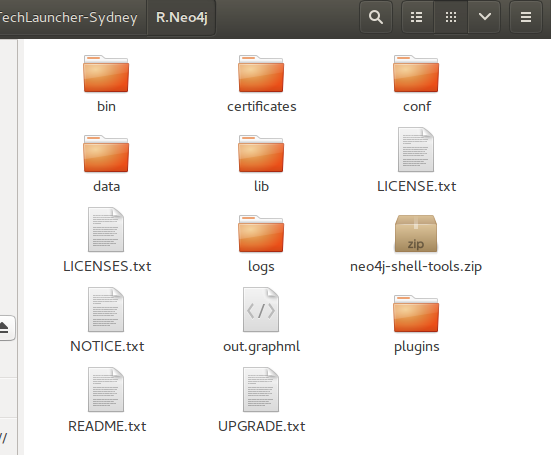 TechLauncher-Sydney R.Neo4j
bin certificates conf
data lib LICENSE.txt
zip
LICENSES.txt logs neo4j-shell-tools.zip
</>
NOTICE.txt out.graphml plugins
README.txt UPGRADE.txt
//